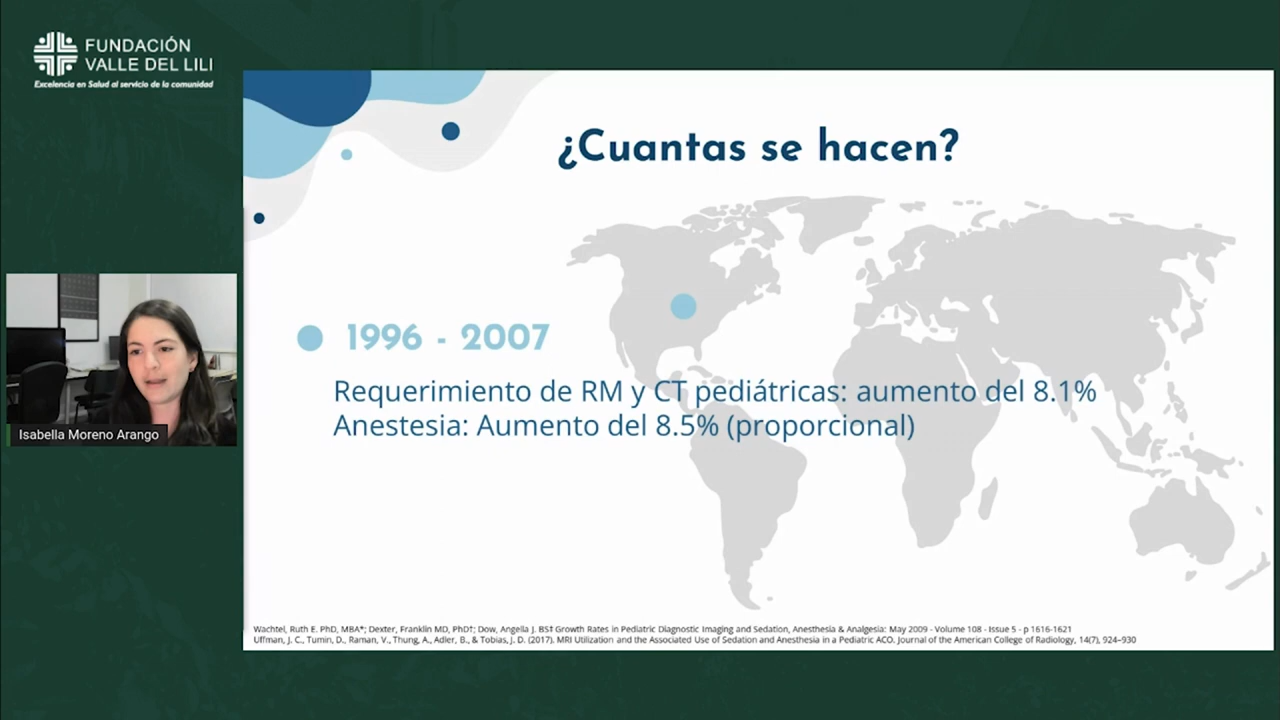 FUNDACIÓN
VALLE DEL LILI
Excelencia en Salud al servicio de la comunidad
¿Cuantas se hacen?
1996 - 2007
Requerimiento de RM y CT pediátricas: aumento del 8.1%
Anestesia: Aumento del 8.5% (proporcional)
Isabella Moreno Arango
Wachtel, Ruth E. PhD, MBA*; Dexter, Franklin MD, PhD†; Dow, Angella J. BS‡ Growth Rates in Pediatric Diagnostic Imaging and Sedation, Anesthesia & Analgesia: May 2009 - Volume 108 - Issue 5 - p 1616-1621
Uffman, J. C., Tumin, D., Raman, V., Thung, A., Adler, B., & Tobias, J. D. (2017). MRI Utilization and the Associated Use of Sedation and Anesthesia in a Pediatric ACO. Journal of the American College of Radiology, 14(7), 924–930